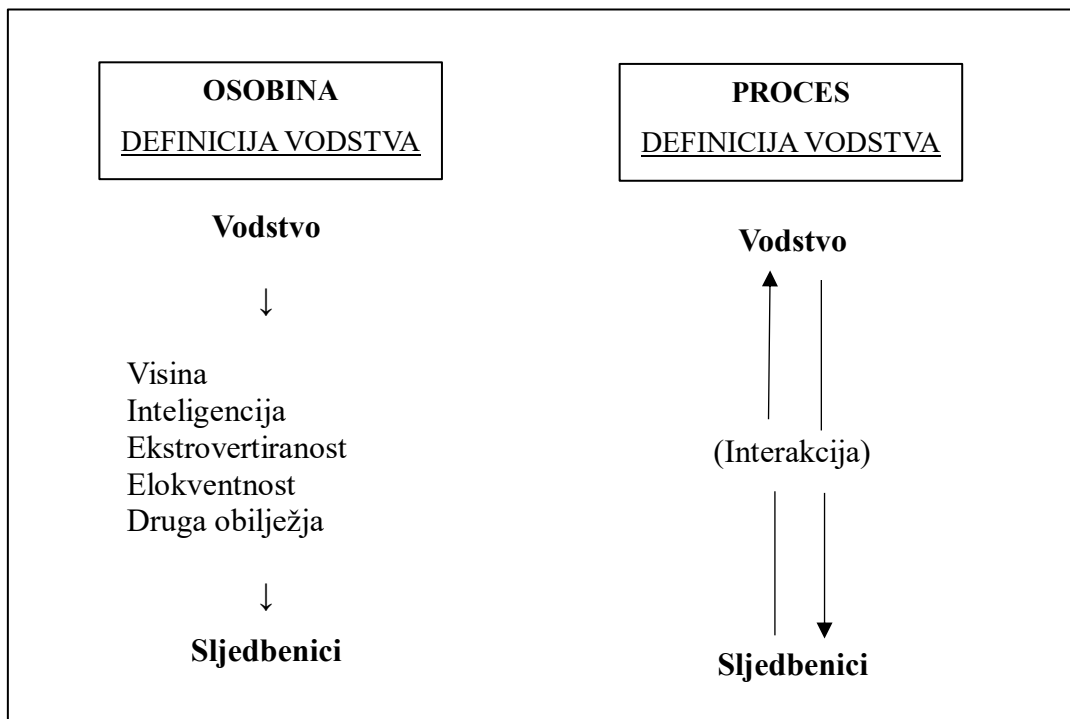 OSOBINA
DEFINICIJA VODSTVA
Vodstvo
↓
Visina
Inteligencija
Ekstrovertiranost
Elokventnost
Druga obilježja
↓
Sljedbenici
PROCES
DEFINICIJA VODSTVA
Vodstvo
(Interakcija)
Sljedbenici